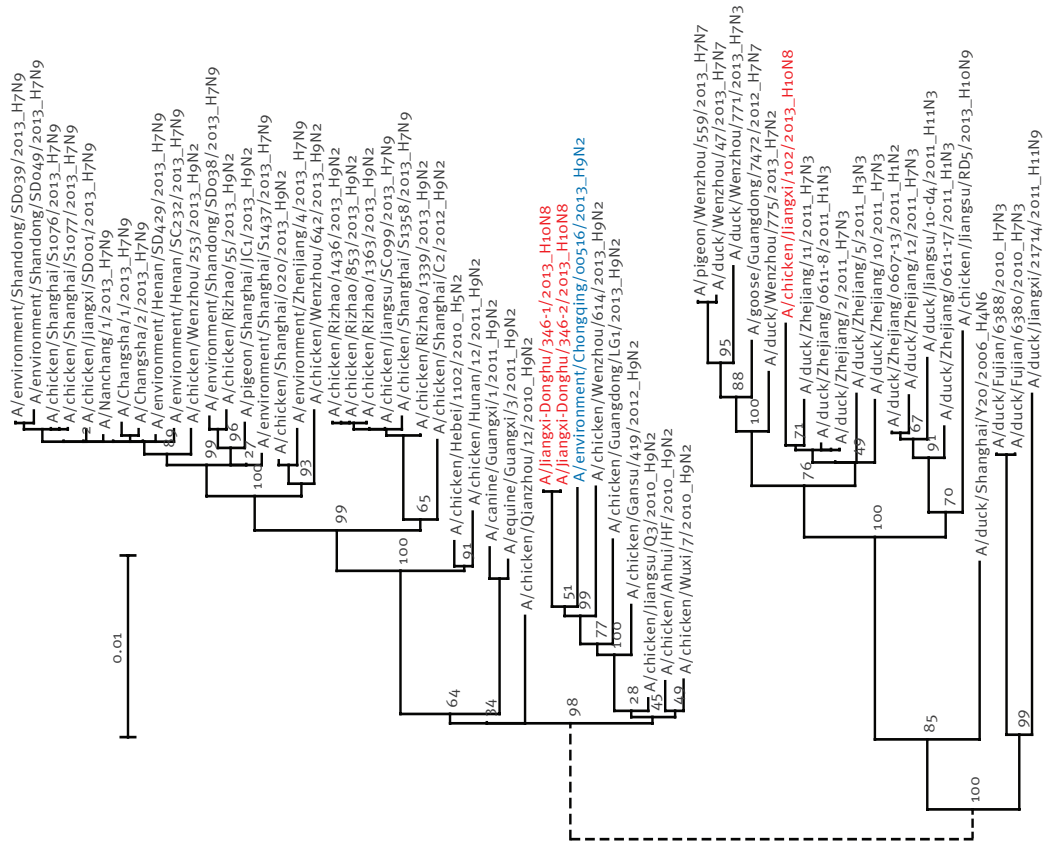 A/environment/Shandong/SD039/2013_H7N9
A/environment/Shandong/SD049/2013_H7N9
A/chicken/Shanghai/S1076/2013_H7N9
A/chicken/Shanghai/S1077/2013_H7N9
A/chicken/Jiangxi/SD001/2013_H7N9
A/Nanchang/1/2013_H7N9
A/Changsha/1/2013_H7N9
A/Changsha/2/2013_H7N9
A/environment/Henan/SD429/2013_H7N9
A/environment/Henan/SC232/2013_H7N9
A/chicken/Wenzhou/253/2013_H9N2
A/environment/Shandong/SD038/2013_H7N9
A/chicken/Rizhao/55/2013_H9N2
A/pigeon/Shanghai/JC1/2013_H9N2
A/environment/Shanghai/S1437/2013_H7N9
A/chicken/Shanghai/020/2013_H9N2
A/environment/Zhenjiang/4/2013_H7N9
A/chicken/Wenzhou/642/2013_H9N2
A/chicken/Rizhao/1436/2013_H9N2
A/chicken/Rizhao/853/2013_H9N2
A/chicken/Rizhao/1363/2013_H9N2
A/chicken/Jiangsu/SC099/2013_H7N9
A/chicken/Shanghai/S1358/2013_H7N9
A/chicken/Rizhao/1339/2013_H9N2
A/chicken/Shanghai/C2/2012_H9N2
A/chicken/Hebei/1102/2010_H5N2
A/chicken/Hunan/12/2011_H9N2
A/canine/Guangxi/1/2011_H9N2
A/equine/Guangxi/3/2011_H9N2
A/chicken/Qianzhou/12/2010_H9N2
A/Jiangxi-Donghu/346-1/2013_H10N8
A/Jiangxi-Donghu/346-2/2013_H10N8
A/environment/Chongqing/00516/2013_H9N2
A/chicken/Wenzhou/614/2013_H9N2
A/chicken/Guangdong/LG1/2013_H9N2
A/chicken/Gansu/419/2012_H9N2
A/chicken/Jiangsu/Q3/2010_H9N2
A/chicken/Anhui/HF/2010_H9N2
A/chicken/Wuxi/7/2010_H9N2
A/pigeon/Wenzhou/559/2013_H7N7
A/duck/Wenzhou/47/2013_H7N7
A/duck/Wenzhou/771/2013_H7N3
A/goose/Guangdong/7472/2012_H7N7
A/duck/Wenzhou/775/2013_H7N2
A/chicken/Jiangxi/102/2013_H10N8
A/duck/Zhejiang/11/2011_H7N3
A/duck/Zhejiang/0611-8/2011_H1N3
A/duck/Zhejiang/2/2011_H7N3
A/duck/Zhejiang/5/2011_H3N3
A/duck/Zhejiang/10/2011_H7N3
A/duck/Zhejiang/0607-13/2011_H1N2
A/duck/Zhejiang/12/2011_H7N3
A/duck/Jiangsu/10-d4/2011_H11N3
A/duck/Zhejiang/0611-17/2011_H1N3
A/chicken/Jiangsu/RD5/2013_H10N9
A/duck/Shanghai/Y20/2006_H4N6
A/duck/Fujian/6388/2010_H7N3
A/duck/Fujian/6380/2010_H7N3
A/duck/Jiangxi/21714/2011_H11N9
0.01
89
99
96
27
100
93
99
65
100
91
64
98
51
99
77
100
28
45
49
95
88
100
71
76
49
67
91
70
100
85
99
100